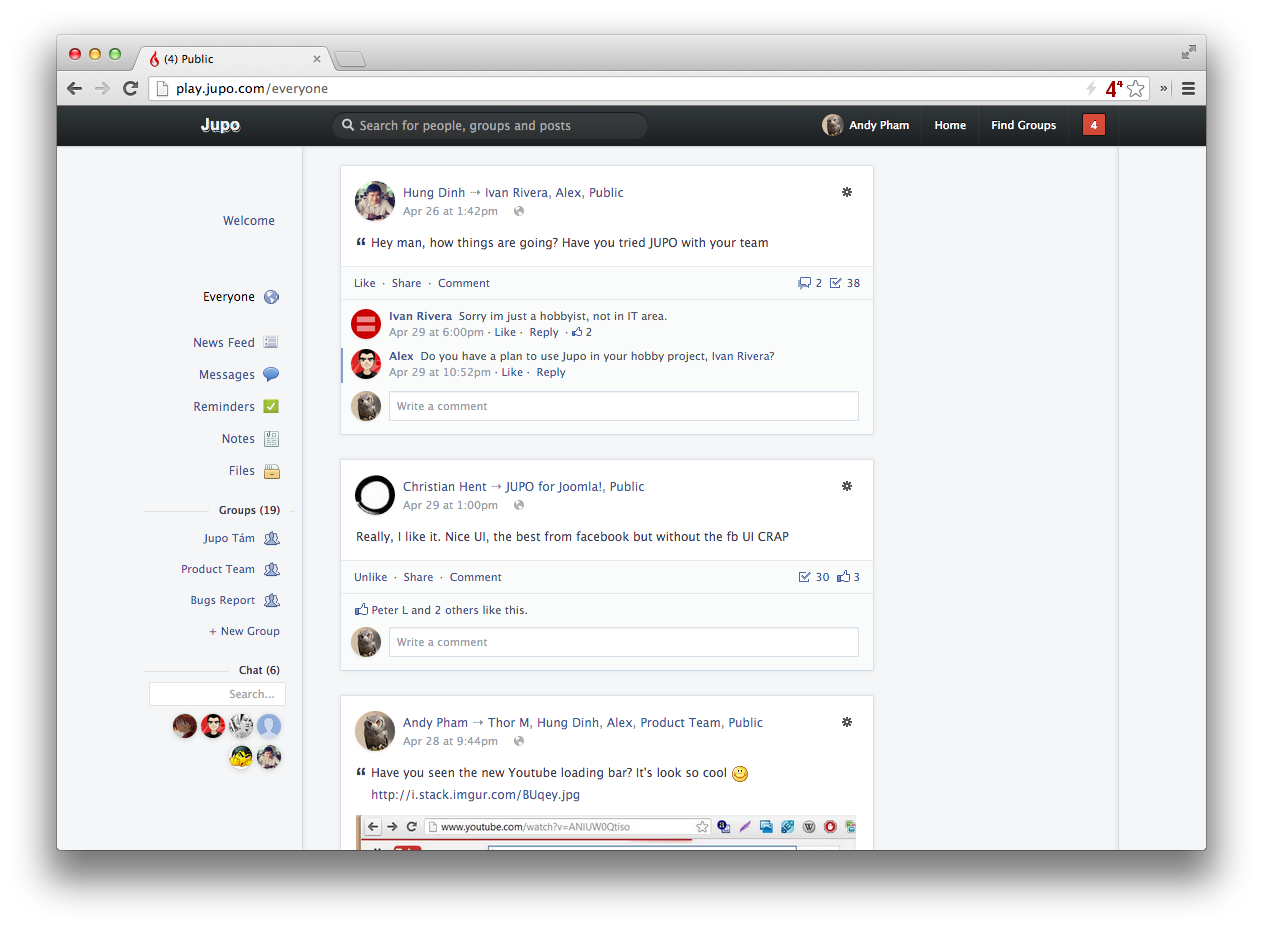 (4) Public
play.jupo.com/everyone
4⁴
»
Jupo
Search for people, groups and posts
Andy Pham
Home
Find Groups
4
Welcome
Everyone
News Feed
Messages
Reminders
Notes
Files
Groups (19)
Jupo Tám
Product Team
Bugs Report
+ New Group
Chat (6)
Search...
Hung Dinh ⇢ Ivan Rivera, Alex, Public
Apr 26 at 1:42pm
“ Hey man, how things are going? Have you tried JUPO with your team
Like · Share · Comment
2 38
Ivan Rivera Sorry im just a hobbyist, not in IT area.
Apr 29 at 6:00pm · Like · Reply · 2
Alex Do you have a plan to use Jupo in your hobby project, Ivan Rivera?
Apr 29 at 10:52pm · Like · Reply
Write a comment
Christian Hent ⇢ JUPO for Joomla!, Public
Apr 29 at 1:00pm
Really, I like it. Nice UI, the best from facebook but without the fb UI CRAP
Unlike · Share · Comment
30 3
Peter L and 2 others like this.
Write a comment
Andy Pham ⇢ Thor M, Hung Dinh, Alex, Product Team, Public
Apr 28 at 9:44pm
“ Have you seen the new Youtube loading bar? It's look so cool
http://i.stack.imgur.com/BUqey.jpg
www.youtube.com/watch?v=ANIUW0Qtiso